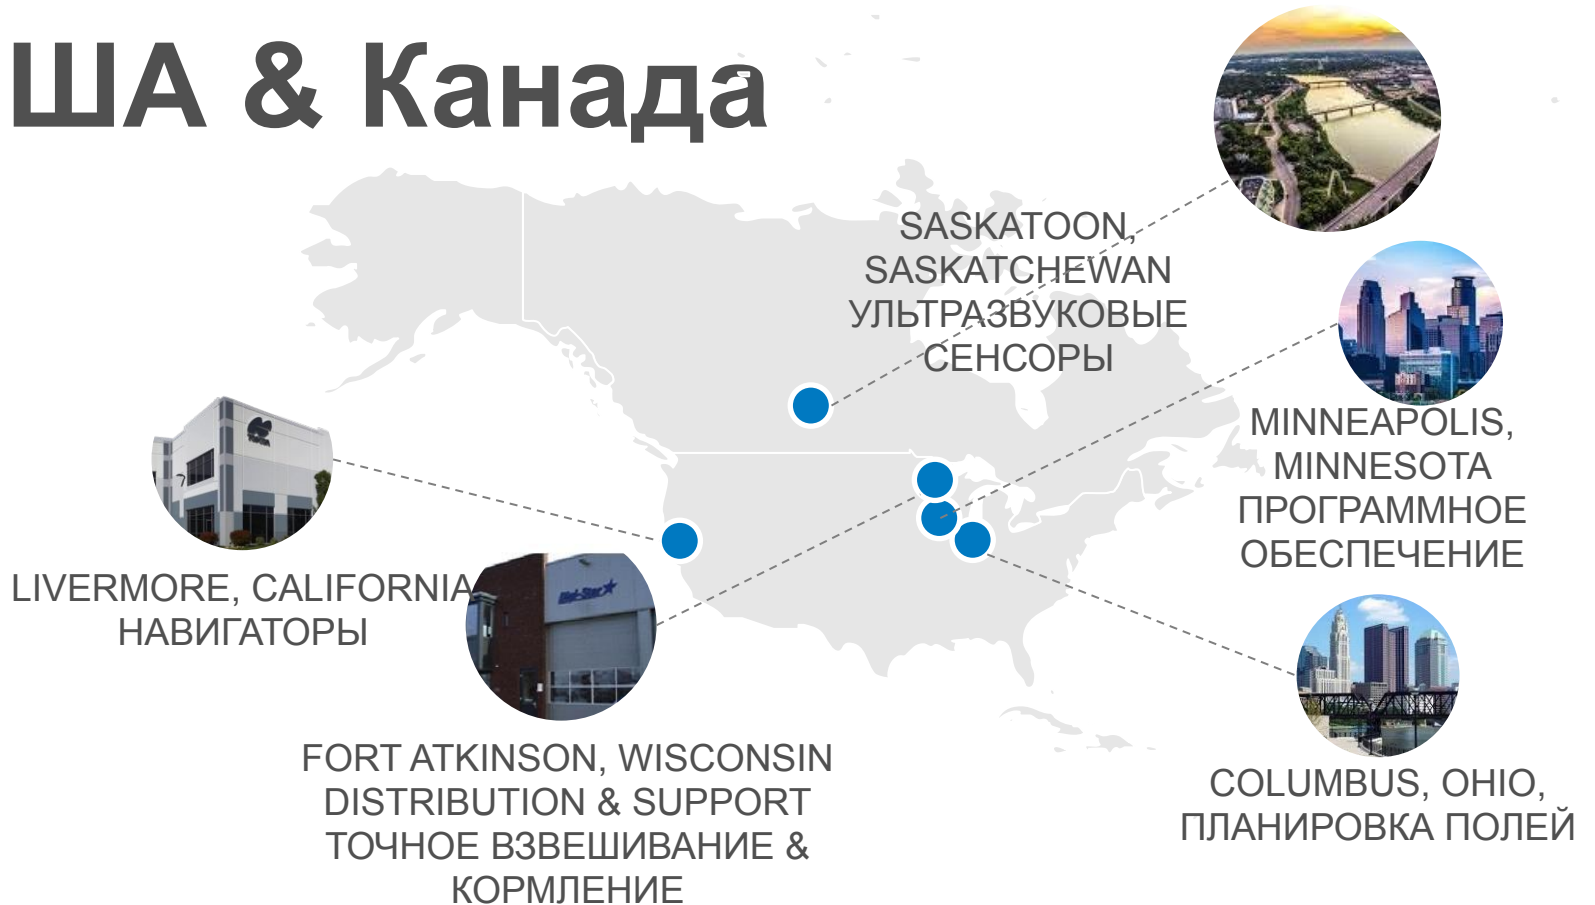 ША & Канада
SASKATOON,
SASKATCHEWAN
УЛЬТРАЗВУКОВЫЕ
СЕНСОРЫ
MINNEAPOLIS,
MINNESOTA
ПРОГРАММНОЕ
ОБЕСПЕЧЕНИЕ
LIVERMORE, CALIFORNIA
НАВИГАТОРЫ
FORT ATKINSON, WISCONSIN
DISTRIBUTION & SUPPORT
ТОЧНОЕ ВЗВЕШИВАНИЕ &
КОРМЛЕНИЕ
COLUMBUS, OHIO,
ПЛАНИРОВКА ПОЛЕЙ